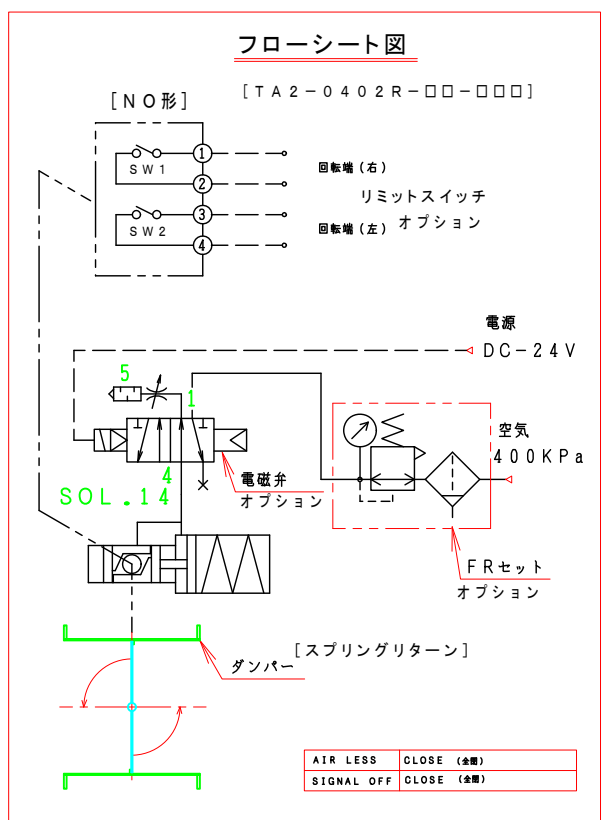 フローシート図
[TA2-0402R-□□-□□□]
[NO形]
1
SW1
2
回転端(右)
リミットスイッチ
オプション
3
SW2
回転端(左)
4
電源
DC-24V
5
1
空気
400KPa
4
電磁弁
オプション
SOL.14
FRセット
オプション
[スプリングリターン]
ダンパー
AIR LESS CLOSE (全閉)
SIGNAL OFF CLOSE (全閉)